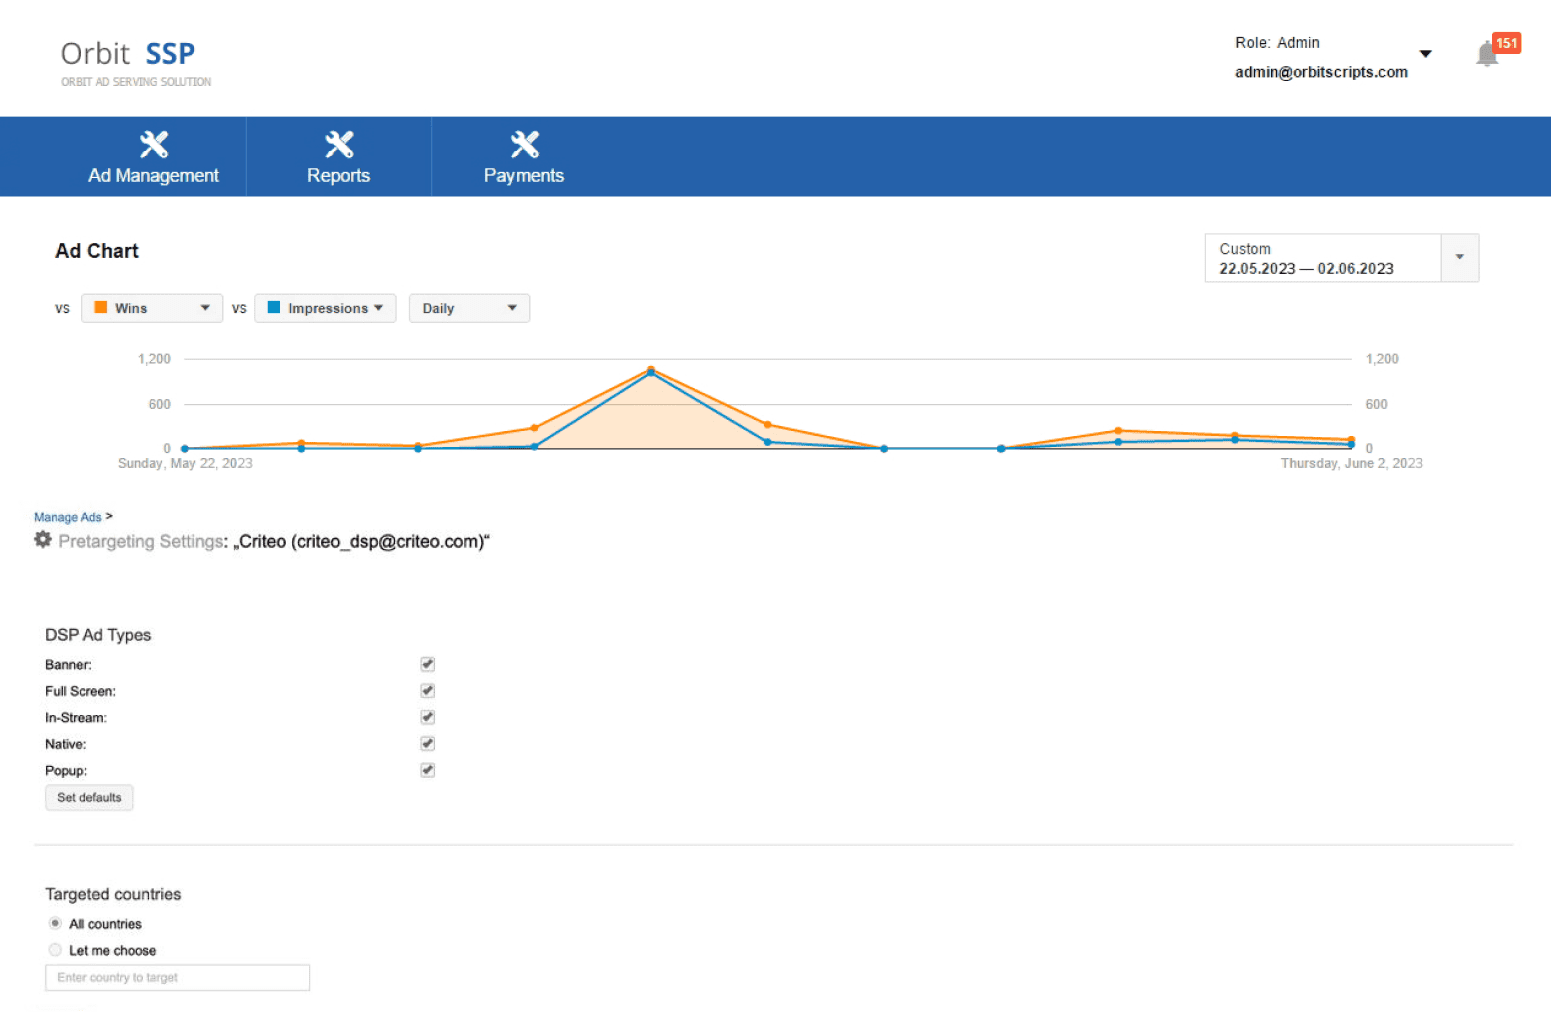 Orbit SSP
ORBIT AD SERVING SOLUTION
Role: Admin
admin@orbitscripts.com
151
Ad Management
Reports
Payments
Ad Chart
Custom
22.05.2023 — 02.06.2023
vs Wins vs Impressions Daily
1,200 1,200
600 600
0 0
Sunday, May 22, 2023 Thursday, June 2, 2023
Manage Ads >
Pretargeting Settings: „Criteo (criteo_dsp@criteo.com)“
DSP Ad Types
Banner:
Full Screen:
In-Stream:
Native:
Popup:
Set defaults
Targeted countries
All countries
Let me choose
Enter country to target